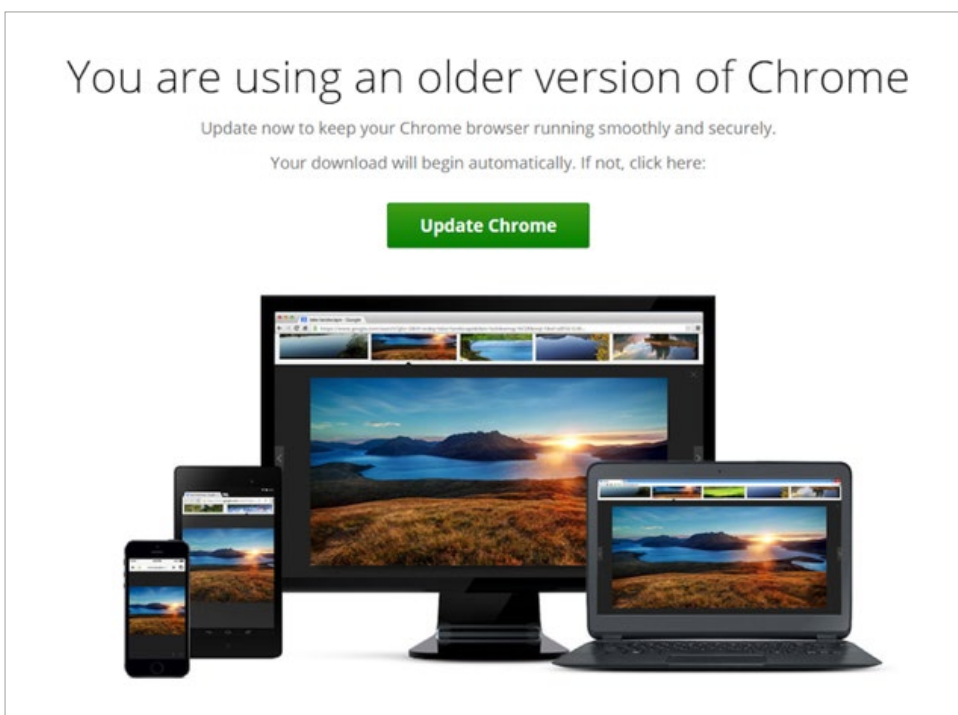 You are using an older version of Chrome
Update now to keep your Chrome browser running smoothly and securely.
Your download will begin automatically. If not, click here:
Update Chrome